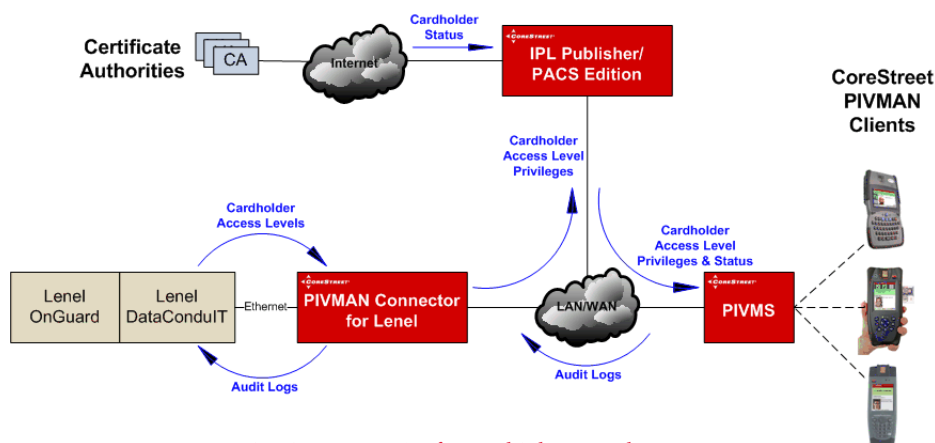 Cardholder
Status
Certificate
Authorities
CA
Internet
CORESTREET
IPL Publisher/
PACS Edition
CoreStreet
PIVMAN
Clients
Cardholder
Access Level
Privileges
Cardholder
Access Levels
Cardholder
Access Level
Privileges & Status
Lenel
OnGuard
Lenel
DataConduIT
Ethernet
CORESTREET
PIVMAN Connector
for Lenel
LAN/WAN
CORESTREET
PIVMS
Audit Logs
Audit Logs